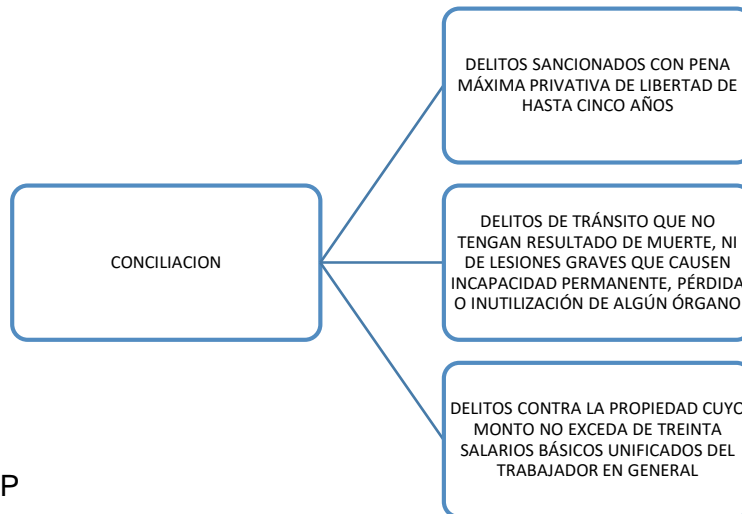 DELITOS SANCIONADOS CON PENA
MÁXIMA PRIVATIVA DE LIBERTAD DE
HASTA CINCO AÑOS
CONCILIACION
DELITOS DE TRÁNSITO QUE NO
TENGAN RESULTADO DE MUERTE, NI
DE LESIONES GRAVES QUE CAUSEN
INCAPACIDAD PERMANENTE, PÉRDIDA
O INUTILIZACIÓN DE ALGÚN ÓRGANO
DELITOS CONTRA LA PROPIEDAD CUYO
MONTO NO EXCEDA DE TREINTA
SALARIOS BÁSICOS UNIFICADOS DEL
TRABAJADOR EN GENERAL
P